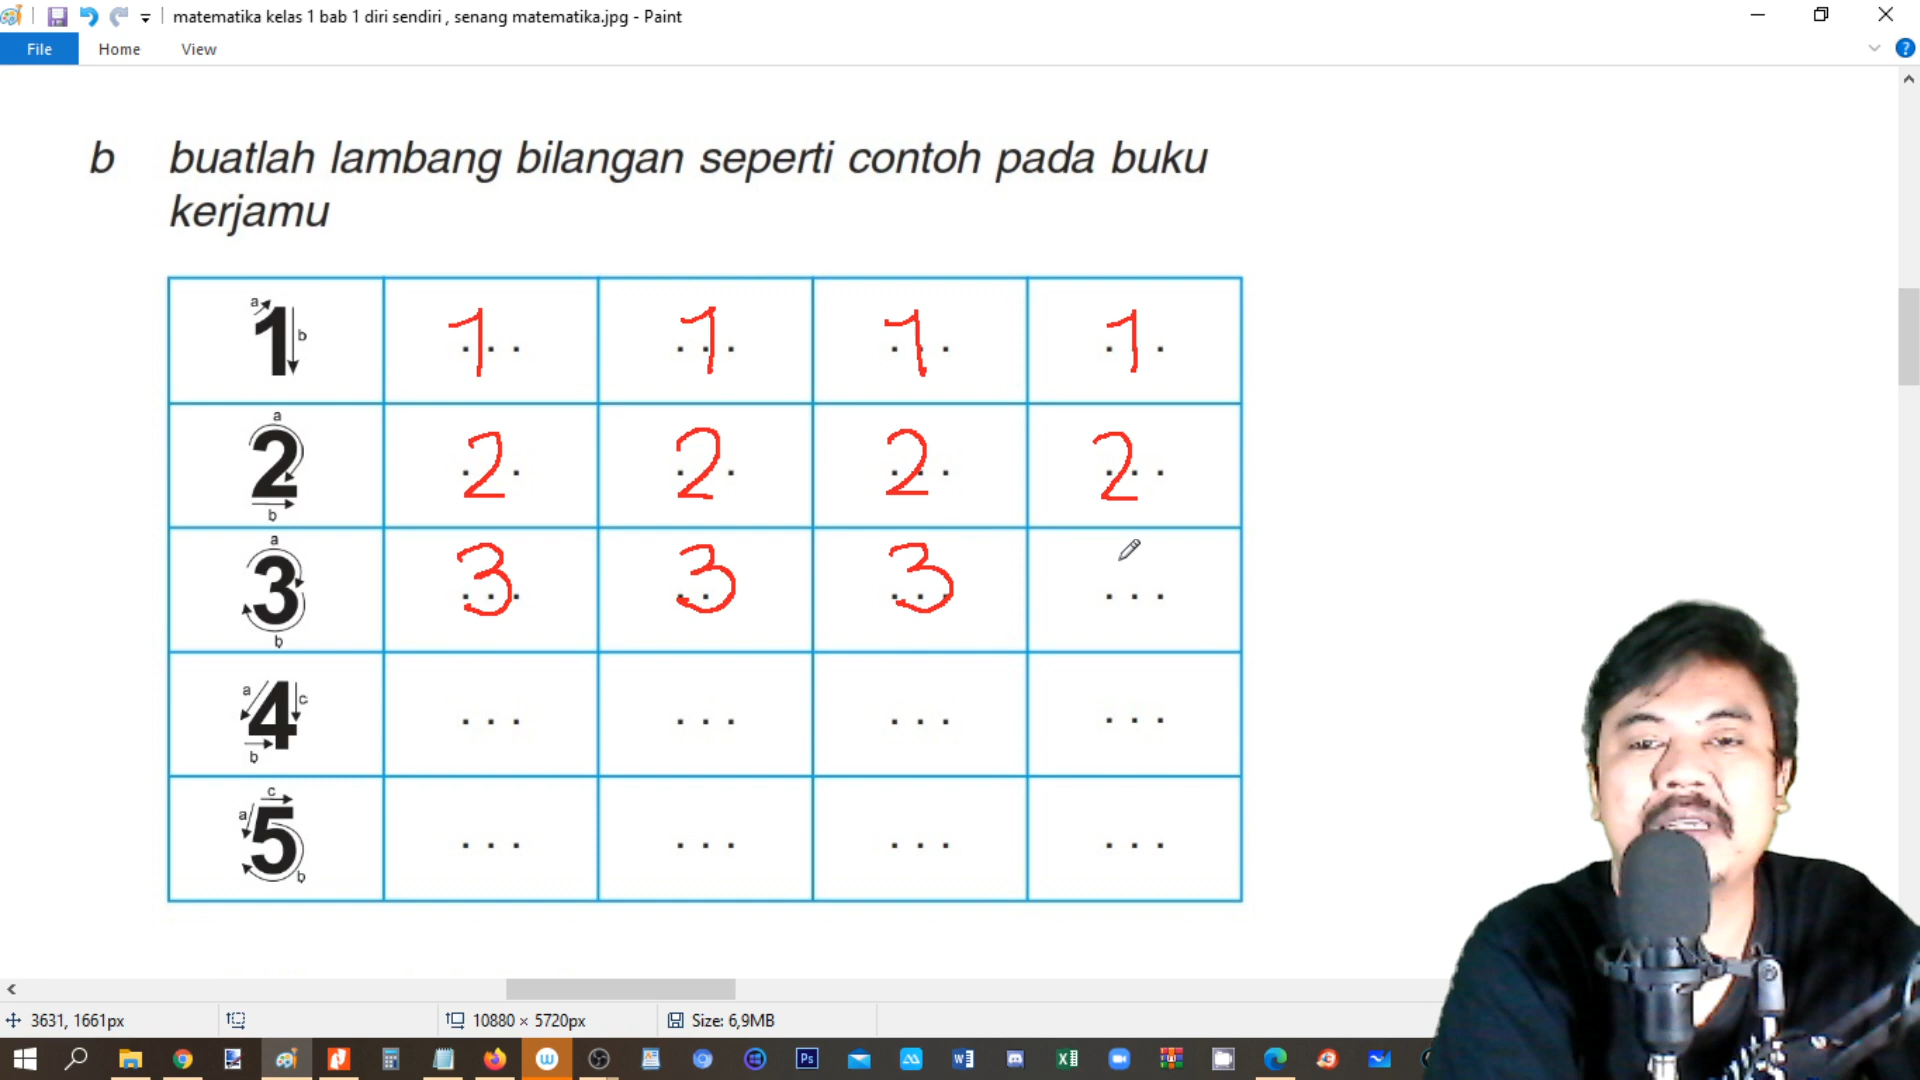 matematika kelas 1 bab 1 diri sendiri , senang matematika.jpg - Paint
File Home View
b buatlah lambang bilangan seperti contoh pada buku
kerjamu
a 1 b 1 ... 1 ... 1 ... 1 ...
a 2 b 2 ... 2 ... 2 ... 2 ...
a 3 b 3 ... 3 ... 3 ... ...
a 4 c b ... ... ... ...
c a 5 b ... ... ... ...
3631, 1661px 10880 × 5720px Size: 6,9MB